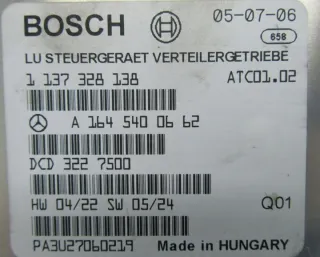 BOSCH 05-07-06
658
LU STEUERGERAET VERTEILERGETRIEBE
1 137 328 138 ATC01.02
A 164 540 06 62
DCD 322 7500
HW 04/22 SW 05/24 Q01
PA3U27060219 Made in HUNGARY